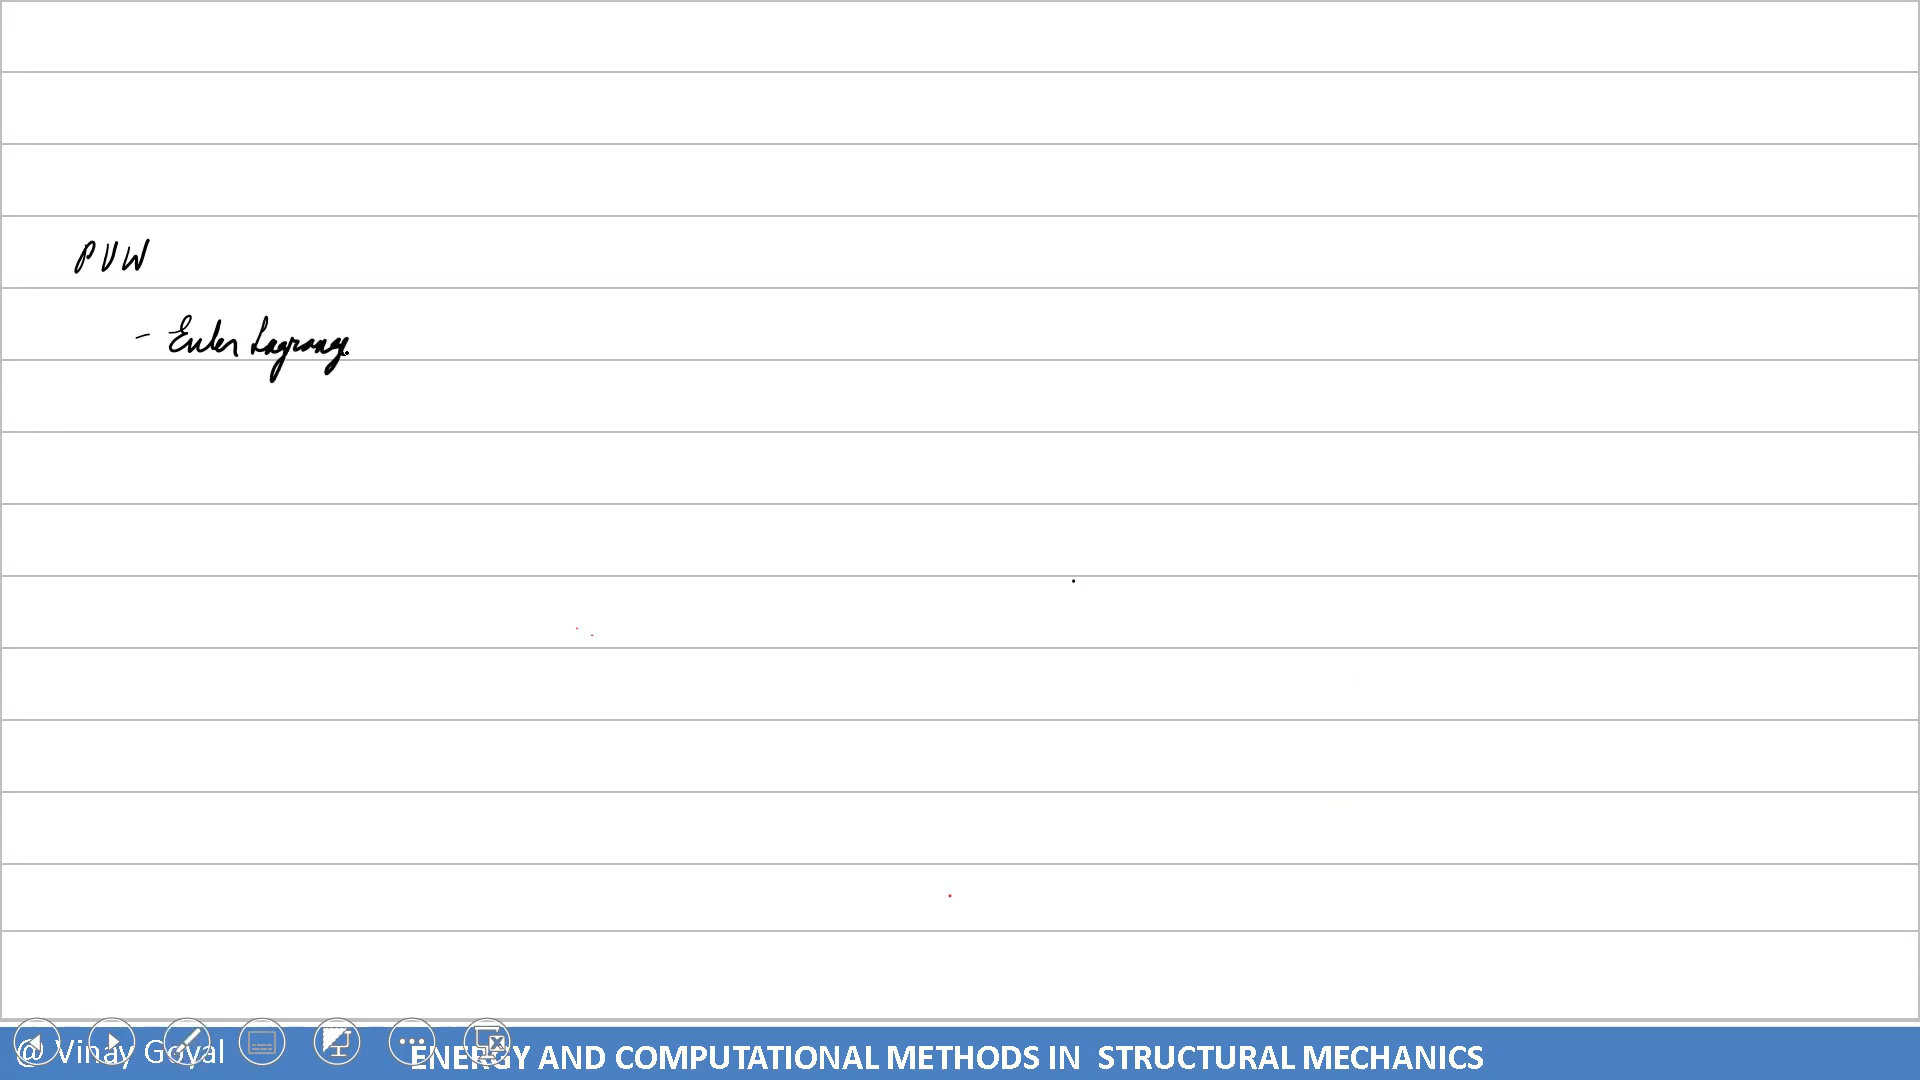 PVW
- Euler Lagrange
@ Vinay Goyal
ENERGY AND COMPUTATIONAL METHODS IN STRUCTURAL MECHANICS